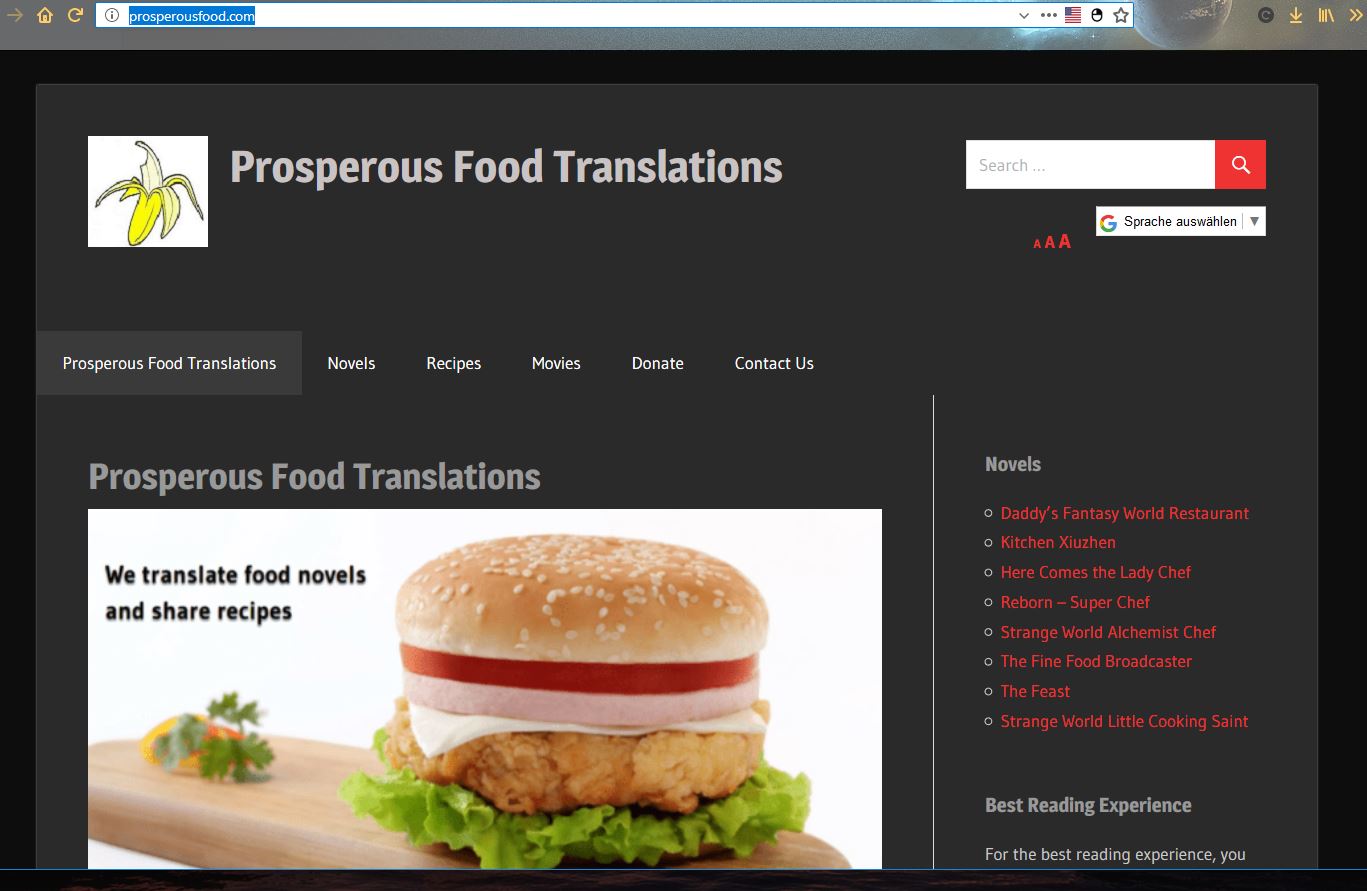 prosperousfood.com
Prosperous Food Translations
Search ...
Sprache auswählen
A A A
Prosperous Food Translations
Novels
Recipes
Movies
Donate
Contact Us
Prosperous Food Translations
We translate food novels
and share recipes
Novels
Daddy's Fantasy World Restaurant
Kitchen Xiuzhen
Here Comes the Lady Chef
Reborn – Super Chef
Strange World Alchemist Chef
The Fine Food Broadcaster
The Feast
Strange World Little Cooking Saint
Best Reading Experience
For the best reading experience, you